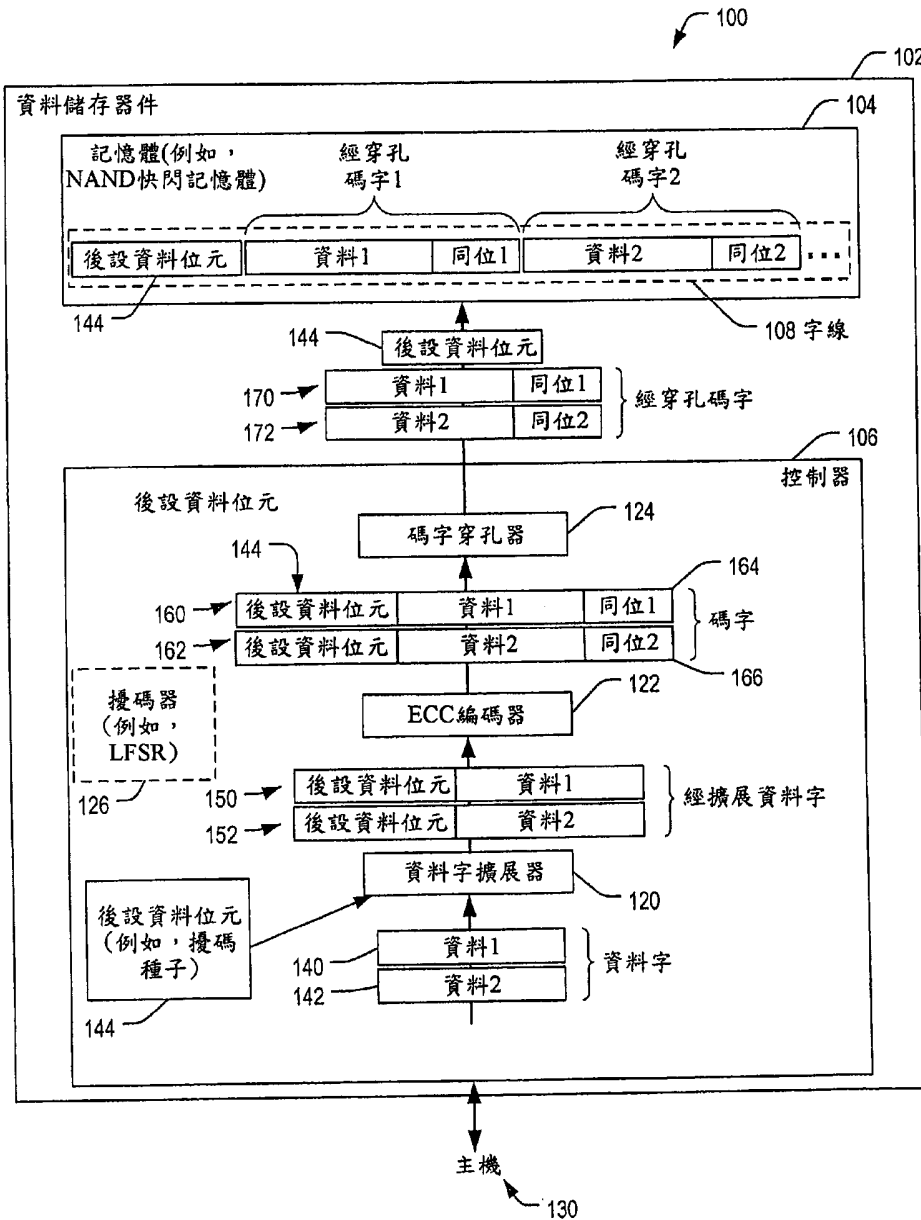 100
102
資料儲存器件
104
記憶體(例如，
NAND快閃記憶體)
經穿孔
碼字1
經穿孔
碼字2
後設資料位元
資料1
同位1
資料2
同位2
...
144
108 字線
144
後設資料位元
170
資料1
同位1
172
資料2
同位2
經穿孔碼字
106
控制器
後設資料位元
碼字穿孔器
124
144
164
160
後設資料位元
資料1
同位1
162
後設資料位元
資料2
同位2
碼字
166
擾碼器
(例如，
LFSR)
126
ECC編碼器
122
150
後設資料位元
資料1
152
後設資料位元
資料2
經擴展資料字
資料字擴展器
120
後設資料位元
(例如，擾碼
種子)
144
140
資料1
142
資料2
資料字
主機
130